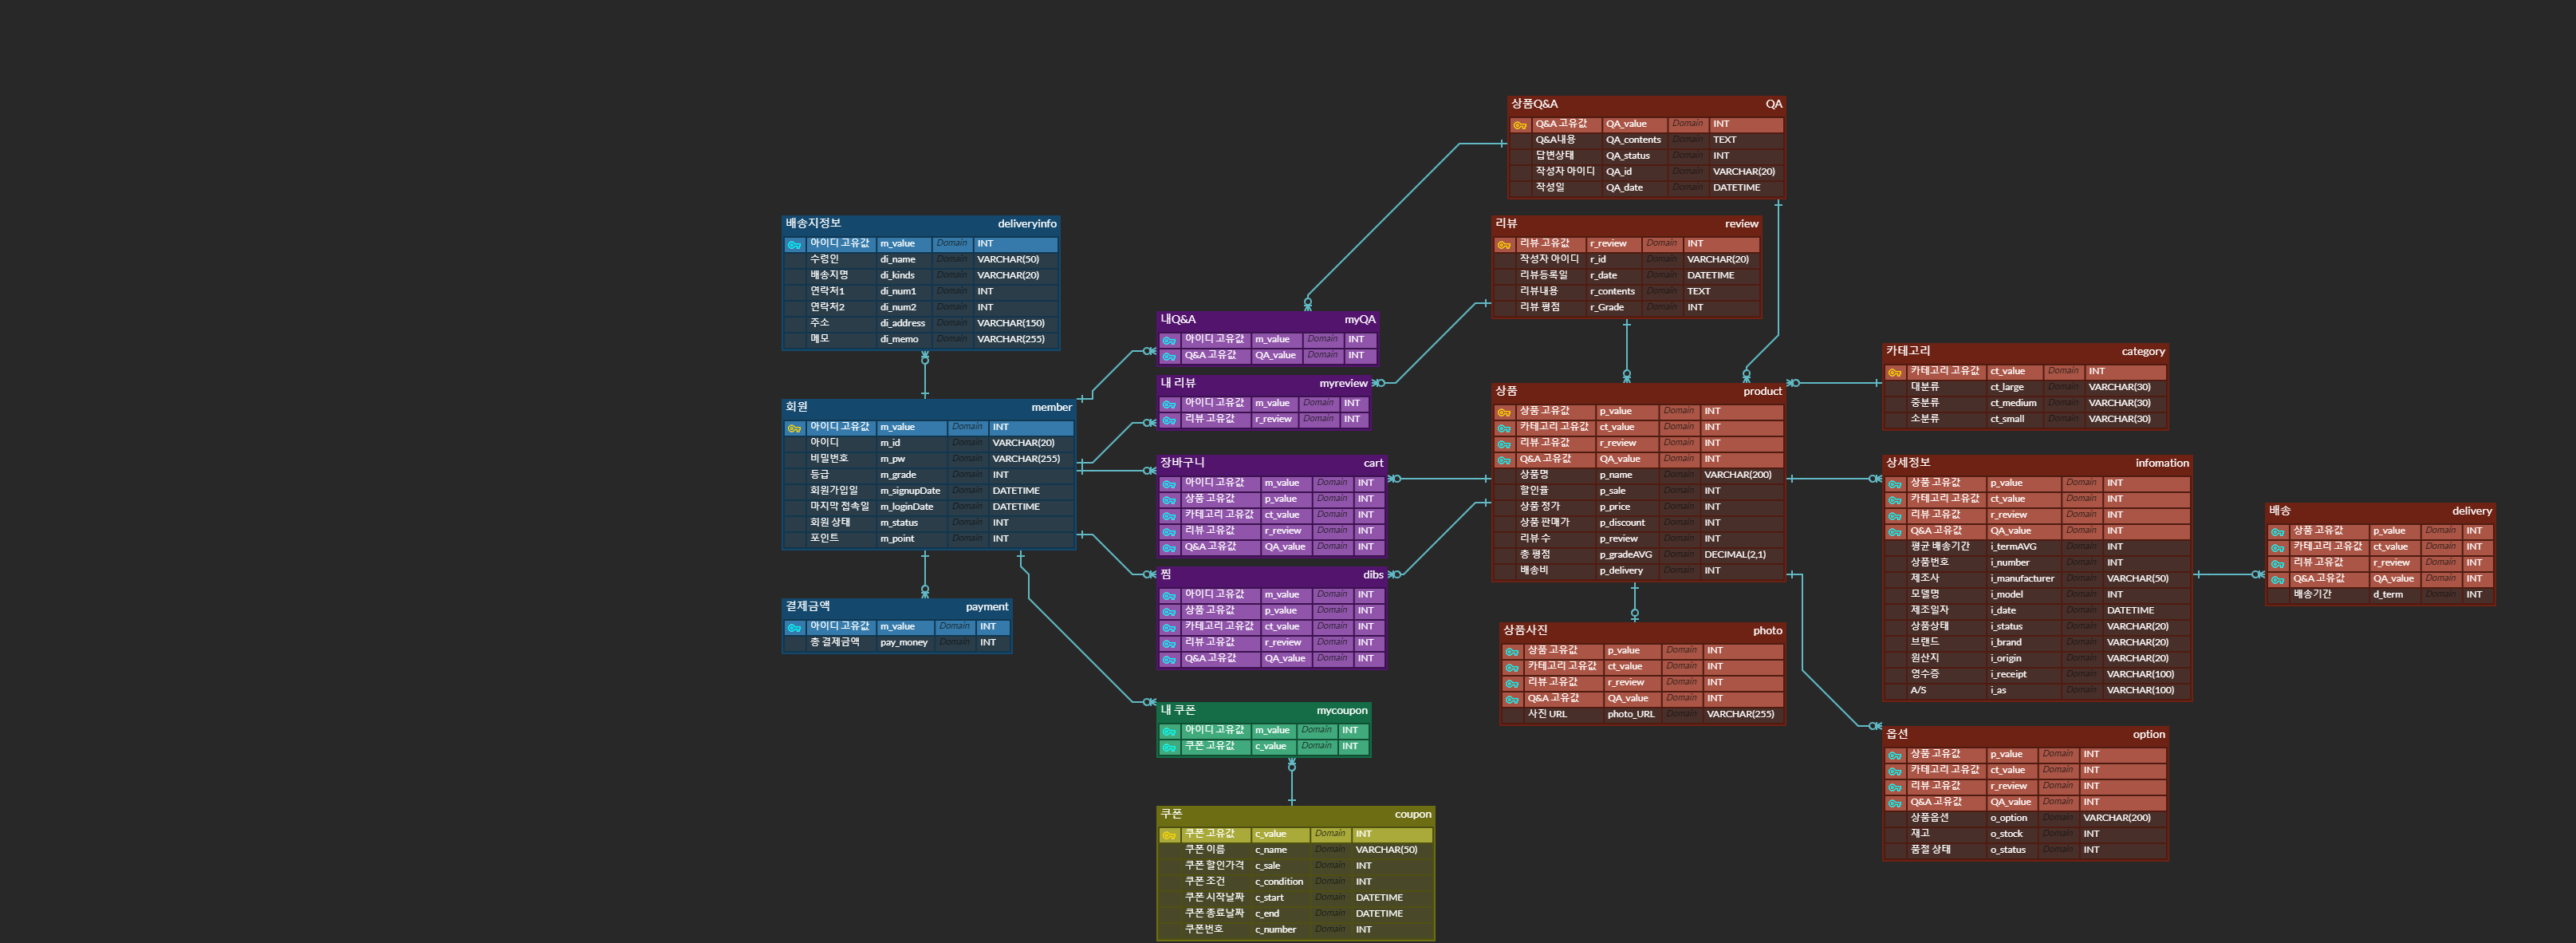 상품Q&A QA
Q&A 고유값 QA_value Domain INT
Q&A내용 QA_contents Domain TEXT
답변상태 QA_status Domain INT
작성자 아이디 QA_id Domain VARCHAR(20)
작성일 QA_date Domain DATETIME
배송지정보 deliveryinfo
아이디 고유값 m_value Domain INT
수령인 di_name Domain VARCHAR(50)
배송지명 di_kinds Domain VARCHAR(20)
연락처1 di_num1 Domain INT
연락처2 di_num2 Domain INT
주소 di_address Domain VARCHAR(150)
메모 di_memo Domain VARCHAR(255)
리뷰 review
리뷰 고유값 r_review Domain INT
작성자 아이디 r_id Domain VARCHAR(20)
리뷰등록일 r_date Domain DATETIME
리뷰내용 r_contents Domain TEXT
리뷰 평점 r_Grade Domain INT
내Q&A myQA
아이디 고유값 m_value Domain INT
Q&A 고유값 QA_value Domain INT
내 리뷰 myreview
아이디 고유값 m_value Domain INT
리뷰 고유값 r_review Domain INT
카테고리 category
카테고리 고유값 ct_value Domain INT
대분류 ct_large Domain VARCHAR(30)
중분류 ct_medium Domain VARCHAR(30)
소분류 ct_small Domain VARCHAR(30)
회원 member
아이디 고유값 m_value Domain INT
아이디 m_id Domain VARCHAR(20)
비밀번호 m_pw Domain VARCHAR(255)
등급 m_grade Domain INT
회원가입일 m_signupDate Domain DATETIME
마지막 접속일 m_loginDate Domain DATETIME
회원 상태 m_status Domain INT
포인트 m_point Domain INT
상품 product
상품 고유값 p_value Domain INT
카테고리 고유값 ct_value Domain INT
리뷰 고유값 r_review Domain INT
Q&A 고유값 QA_value Domain INT
상품명 p_name Domain VARCHAR(200)
할인율 p_sale Domain INT
상품 정가 p_price Domain INT
상품 판매가 p_discount Domain INT
리뷰 수 p_review Domain INT
총 평점 p_gradeAVG Domain DECIMAL(2,1)
배송비 p_delivery Domain INT
장바구니 cart
아이디 고유값 m_value Domain INT
상품 고유값 p_value Domain INT
카테고리 고유값 ct_value Domain INT
리뷰 고유값 r_review Domain INT
Q&A 고유값 QA_value Domain INT
상세정보 infomation
상품 고유값 p_value Domain INT
카테고리 고유값 ct_value Domain INT
리뷰 고유값 r_review Domain INT
Q&A 고유값 QA_value Domain INT
평균 배송기간 i_termAVG Domain INT
상품번호 i_number Domain INT
제조사 i_manufacturer Domain VARCHAR(50)
모델명 i_model Domain INT
제조일자 i_date Domain DATETIME
상품상태 i_status Domain VARCHAR(20)
브랜드 i_brand Domain VARCHAR(20)
원산지 i_origin Domain VARCHAR(20)
영수증 i_receipt Domain VARCHAR(100)
A/S i_as Domain VARCHAR(100)
배송 delivery
상품 고유값 p_value Domain INT
카테고리 고유값 ct_value Domain INT
리뷰 고유값 r_review Domain INT
Q&A 고유값 QA_value Domain INT
배송기간 d_term Domain INT
찜 dibs
아이디 고유값 m_value Domain INT
상품 고유값 p_value Domain INT
카테고리 고유값 ct_value Domain INT
리뷰 고유값 r_review Domain INT
Q&A 고유값 QA_value Domain INT
결제금액 payment
아이디 고유값 m_value Domain INT
총 결제금액 pay_money Domain INT
상품사진 photo
상품 고유값 p_value Domain INT
카테고리 고유값 ct_value Domain INT
리뷰 고유값 r_review Domain INT
Q&A 고유값 QA_value Domain INT
사진 URL photo_URL Domain VARCHAR(255)
내 쿠폰 mycoupon
아이디 고유값 m_value Domain INT
쿠폰 고유값 c_value Domain INT
옵션 option
상품 고유값 p_value Domain INT
카테고리 고유값 ct_value Domain INT
리뷰 고유값 r_review Domain INT
Q&A 고유값 QA_value Domain INT
상품옵션 o_option Domain VARCHAR(200)
재고 o_stock Domain INT
품절 상태 o_status Domain INT
쿠폰 coupon
쿠폰 고유값 c_value Domain INT
쿠폰 이름 c_name Domain VARCHAR(50)
쿠폰 할인가격 c_sale Domain INT
쿠폰 조건 c_condition Domain INT
쿠폰 시작날짜 c_start Domain DATETIME
쿠폰 종료날짜 c_end Domain DATETIME
쿠폰번호 c_number Domain INT